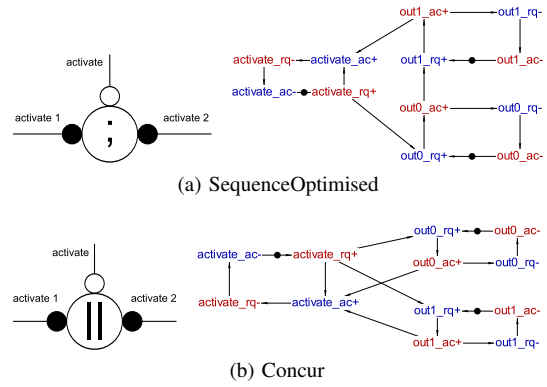 activate
activate 1
activate 2
;
out1_ac+ out1_rq-
activate_rq- activate_ac+ out1_rq+ out1_ac-
activate_ac- activate_rq+ out0_ac+ out0_rq-
out0_rq+ out0_ac-
(a) SequenceOptimised
activate
activate 1
activate 2
||
out0_rq+ out0_ac-
activate_ac- activate_rq+ out0_ac+ out0_rq-
activate_rq- activate_ac+ out1_rq+ out1_ac-
out1_ac+ out1_rq-
(b) Concur